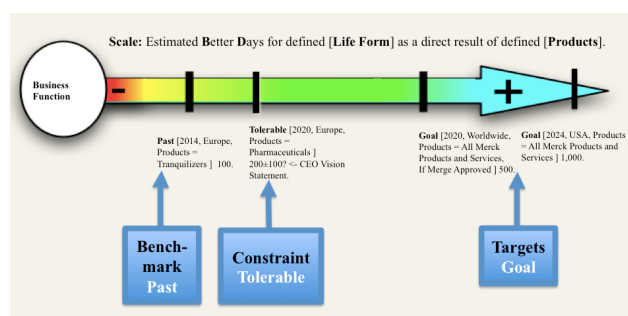 Scale: Estimated Better Days for defined [Life Form] as a direct result of defined [Products].
Business
Function
-
+
Past [2014, Europe,
Products =
Tranquilizers ] 100.
Tolerable [2020, Europe,
Products =
Pharmaceuticals ]
200±100? <- CEO Vision
Statement.
Goal [2020, Worldwide,
Products = All Merck
Products and Services,
If Merge Approved ] 500.
Goal [2024, USA, Products
= All Merck Products and
Services ] 1,000.
Bench-
mark
Past
Constraint
Tolerable
Targets
Goal